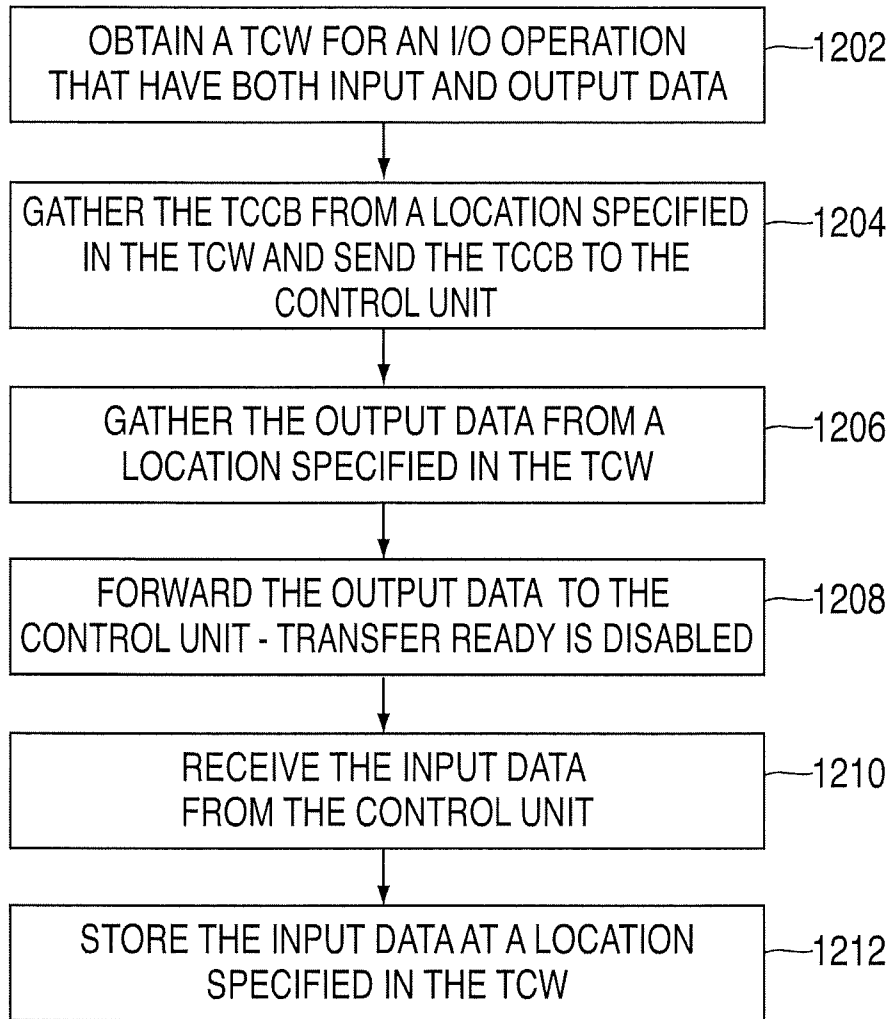 OBTAIN A TCW FOR AN I/O OPERATION
THAT HAVE BOTH INPUT AND OUTPUT DATA
1202
GATHER THE TCCB FROM A LOCATION SPECIFIED
IN THE TCW AND SEND THE TCCB TO THE
CONTROL UNIT
1204
GATHER THE OUTPUT DATA FROM A
LOCATION SPECIFIED IN THE TCW
1206
FORWARD THE OUTPUT DATA TO THE
CONTROL UNIT - TRANSFER READY IS DISABLED
1208
RECEIVE THE INPUT DATA
FROM THE CONTROL UNIT
1210
STORE THE INPUT DATA AT A LOCATION
SPECIFIED IN THE TCW
1212